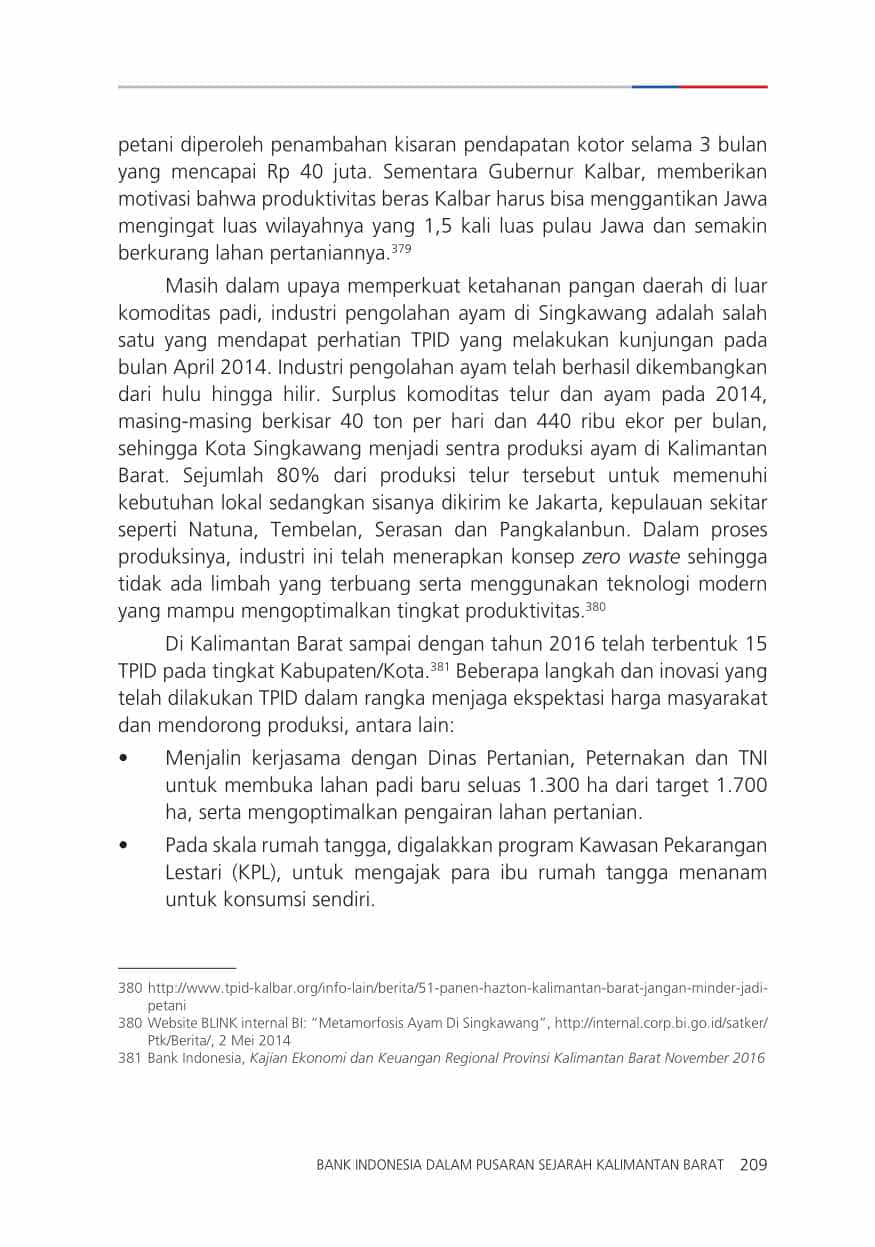 petani diperoleh penambahan kisaran pendapatan kotor selama 3 bulan
yang mencapai Rp 40 juta. Sementara Gubernur Kalbar, memberikan
motivasi bahwa produktivitas beras Kalbar harus bisa menggantikan Jawa
mengingat luas wilayahnya yang 1,5 kali luas pulau Jawa dan semakin
berkurang lahan pertaniannya.379
Masih dalam upaya memperkuat ketahanan pangan daerah di luar
komoditas padi, industri pengolahan ayam di Singkawang adalah salah
satu yang mendapat perhatian TPID yang melakukan kunjungan pada
bulan April 2014. Industri pengolahan ayam telah berhasil dikembangkan
dari hulu hingga hilir. Surplus komoditas telur dan ayam pada 2014,
masing-masing berkisar 40 ton per hari dan 440 ribu ekor per bulan,
sehingga Kota Singkawang menjadi sentra produksi ayam di Kalimantan
Barat. Sejumlah 80% dari produksi telur tersebut untuk memenuhi
kebutuhan lokal sedangkan sisanya dikirim ke Jakarta, kepulauan sekitar
seperti Natuna, Tembelan, Serasan dan Pangkalanbun. Dalam proses
produksinya, industri ini telah menerapkan konsep zero waste sehingga
tidak ada limbah yang terbuang serta menggunakan teknologi modern
yang mampu mengoptimalkan tingkat produktivitas.380
Di Kalimantan Barat sampai dengan tahun 2016 telah terbentuk 15
TPID pada tingkat Kabupaten/Kota.381 Beberapa langkah dan inovasi yang
telah dilakukan TPID dalam rangka menjaga ekspektasi harga masyarakat
dan mendorong produksi, antara lain:
• Menjalin kerjasama dengan Dinas Pertanian, Peternakan dan TNI
untuk membuka lahan padi baru seluas 1.300 ha dari target 1.700
ha, serta mengoptimalkan pengairan lahan pertanian.
• Pada skala rumah tangga, digalakkan program Kawasan Pekarangan
Lestari (KPL), untuk mengajak para ibu rumah tangga menanam
untuk konsumsi sendiri.
380 http://www.tpid-kalbar.org/info-lain/berita/51-panen-hazton-kalimantan-barat-jangan-minder-jadi-
petani
380 Website BLINK internal BI: “Metamorfosis Ayam Di Singkawang”, http://internal.corp.bi.go.id/satker/
Ptk/Berita/, 2 Mei 2014
381 Bank Indonesia, Kajian Ekonomi dan Keuangan Regional Provinsi Kalimantan Barat November 2016
BANK INDONESIA DALAM PUSARAN SEJARAH KALIMANTAN BARAT 209